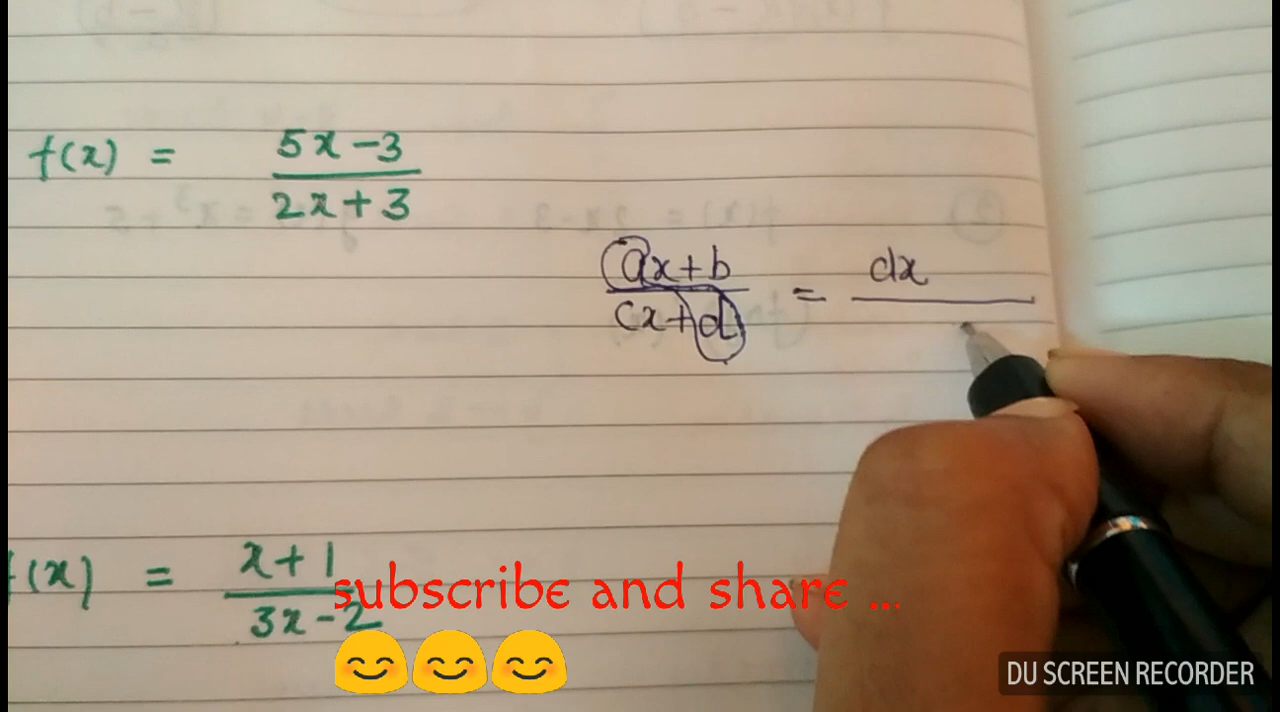 f(x) = 5x-3
2x+3
ax+b = dx
cx+d
f(x) = x+1
3x-2
subscribe and share ...
😊😊😊
DU SCREEN RECORDER